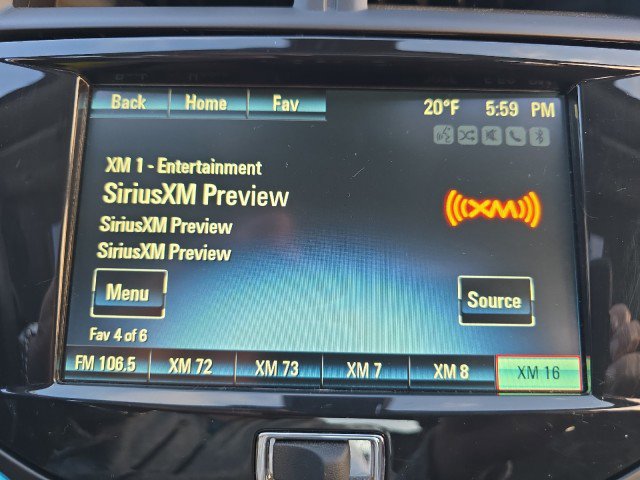 Back Home Fav 20°F 5:59 PM
XM 1 - Entertainment
SiriusXM Preview
((XM))
SiriusXM Preview
SiriusXM Preview
Menu Source
Fav 4 of 6
FM 106.5 XM 72 XM 73 XM 7 XM 8 XM 16